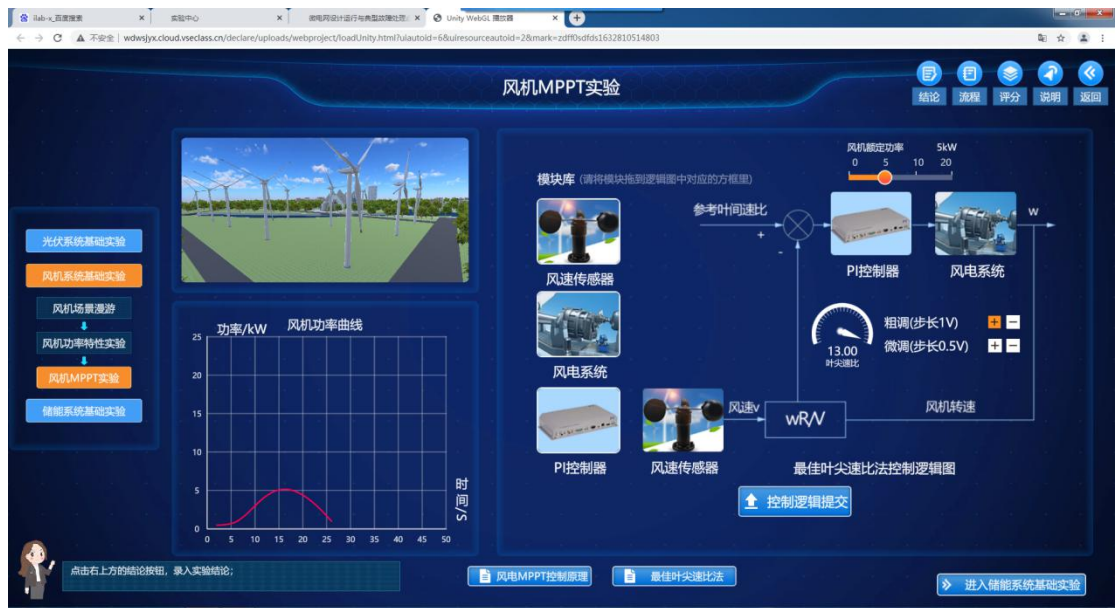 ilab-x_百度搜索
实验中心
微电网设计运行与典型故障处理
Unity WebGL 播放器
不安全 | wdwsjyx.cloud.vseclass.cn/declare/uploads/webproject/loadUnity.html?uiautoid=6&uiresourceautoid=2&mark=zdff0sdfds1632810514803
风机MPPT实验
结论
流程
评分
说明
返回
光伏系统基础实验
风机系统基础实验
风机场景漫游
风机功率特性实验
风机MPPT实验
储能系统基础实验
功率/kW
风机功率曲线
25
20
15
10
5
0
0 5 10 15 20 25 30 35 40 45 50
时间/S
模块库 (请将模块拖到逻辑图中对应的方框里)
风速传感器
风电系统
PI控制器
风机额定功率 5kW
0 5 10 20
参考叶间速比
+
-
PI控制器
风电系统
w
13.00
叶尖速比
粗调(步长1V) + -
微调(步长0.5V) + -
风速传感器
风速v
wR/V
风机转速
最佳叶尖速比法控制逻辑图
控制逻辑提交
点击右上方的结论按钮，录入实验结论;
风电MPPT控制原理
最佳叶尖速比法
进入储能系统基础实验